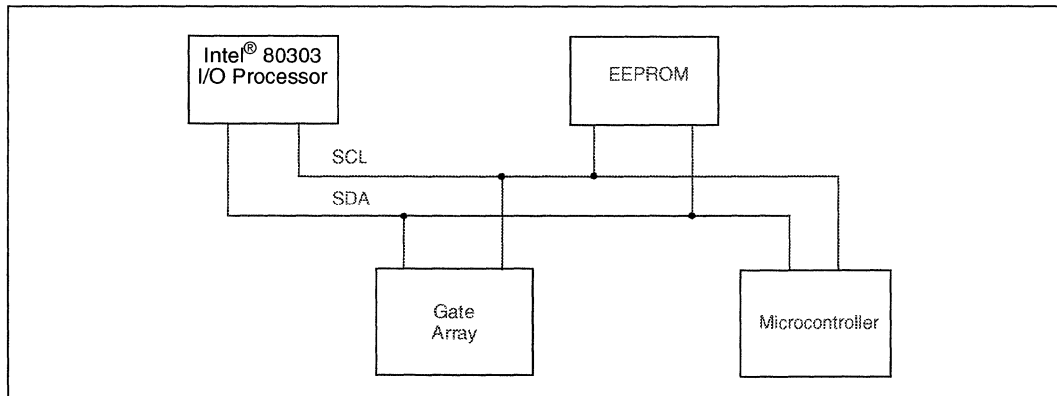 Intel® 80303
I/O Processor
EEPROM
SCL
SDA
Gate
Array
Microcontroller